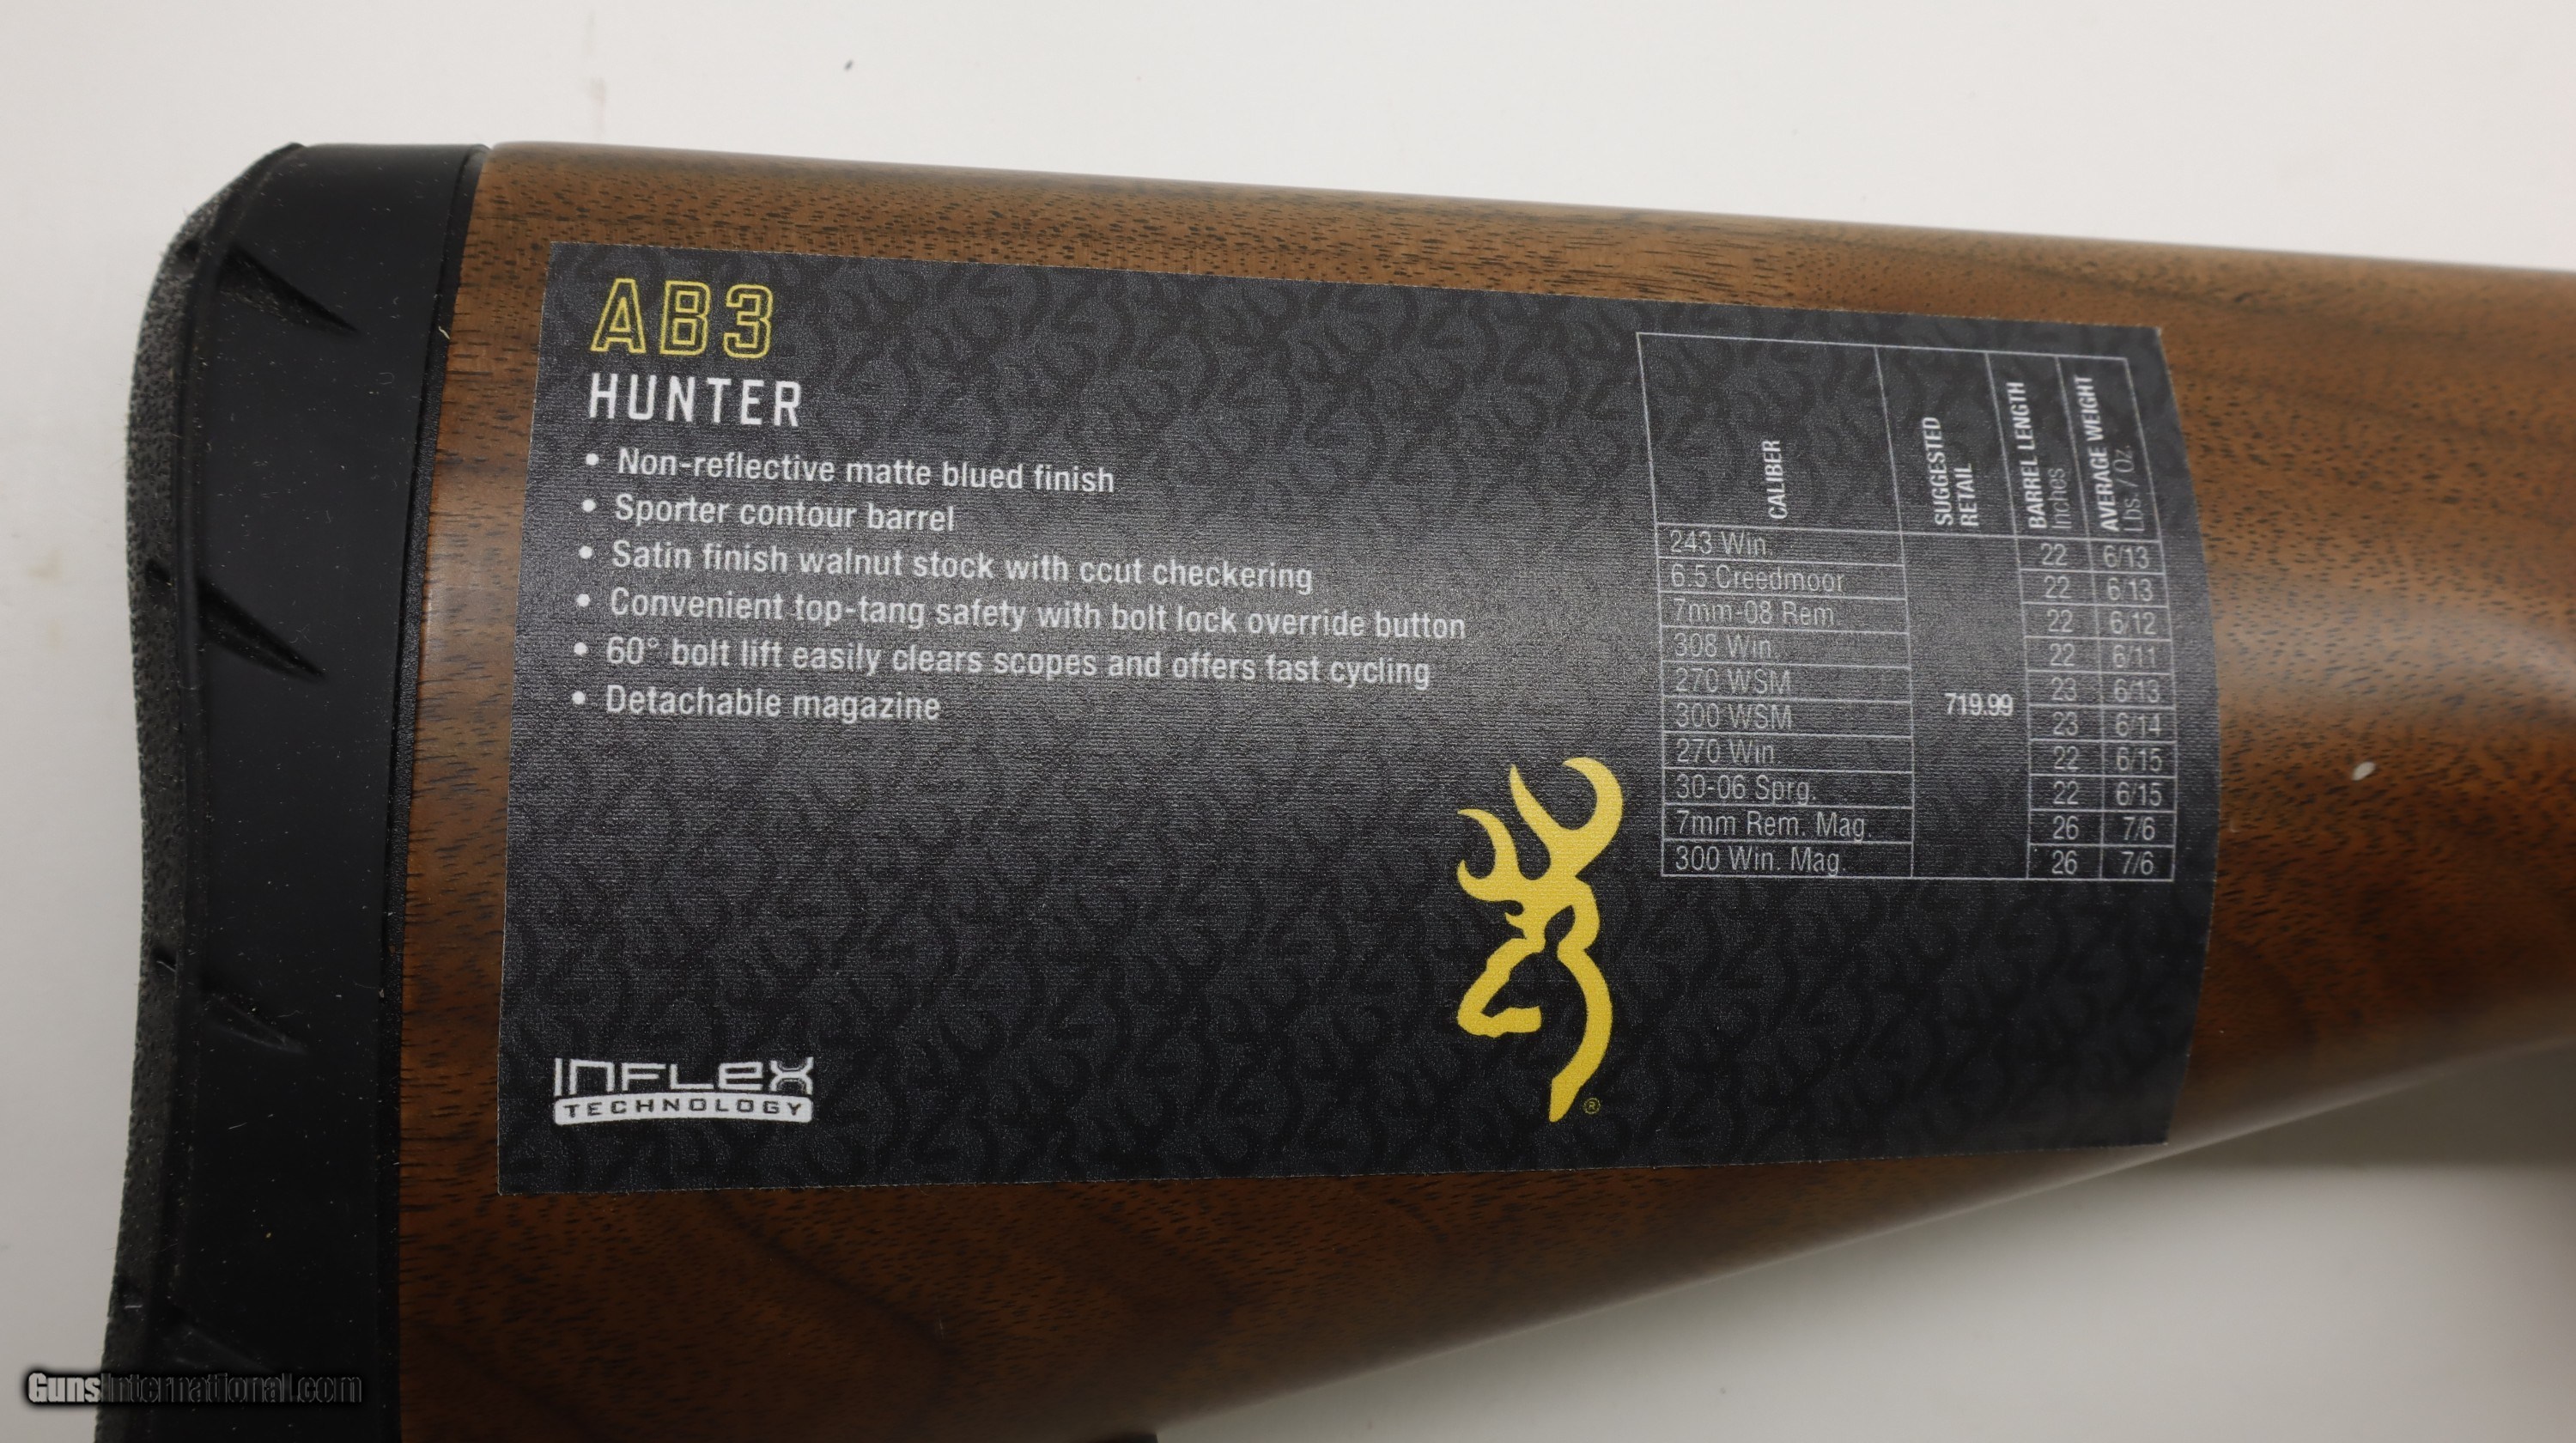 AB3
HUNTER
• Non-reflective matte blued finish
• Sporter contour barrel
• Satin finish walnut stock with ccut checkering
• Convenient top-tang safety with bolt lock override button
• 60° bolt lift easily clears scopes and offers fast cycling
• Detachable magazine
CALIBER
SUGGESTED
RETAIL
BARREL LENGTH
Inches
AVERAGE WEIGHT
Lbs. / Oz.
243 Win. 22 6/13
6.5 Creedmoor 22 6/13
7mm-08 Rem. 22 6/12
308 Win. 22 6/11
270 WSM 23 6/13
719.99
300 WSM 23 6/14
270 Win. 22 6/15
30-06 Sprg. 22 6/15
7mm Rem. Mag. 26 7/6
300 Win. Mag. 26 7/6
®
INFLEX
TECHNOLOGY
GunsInternational.com